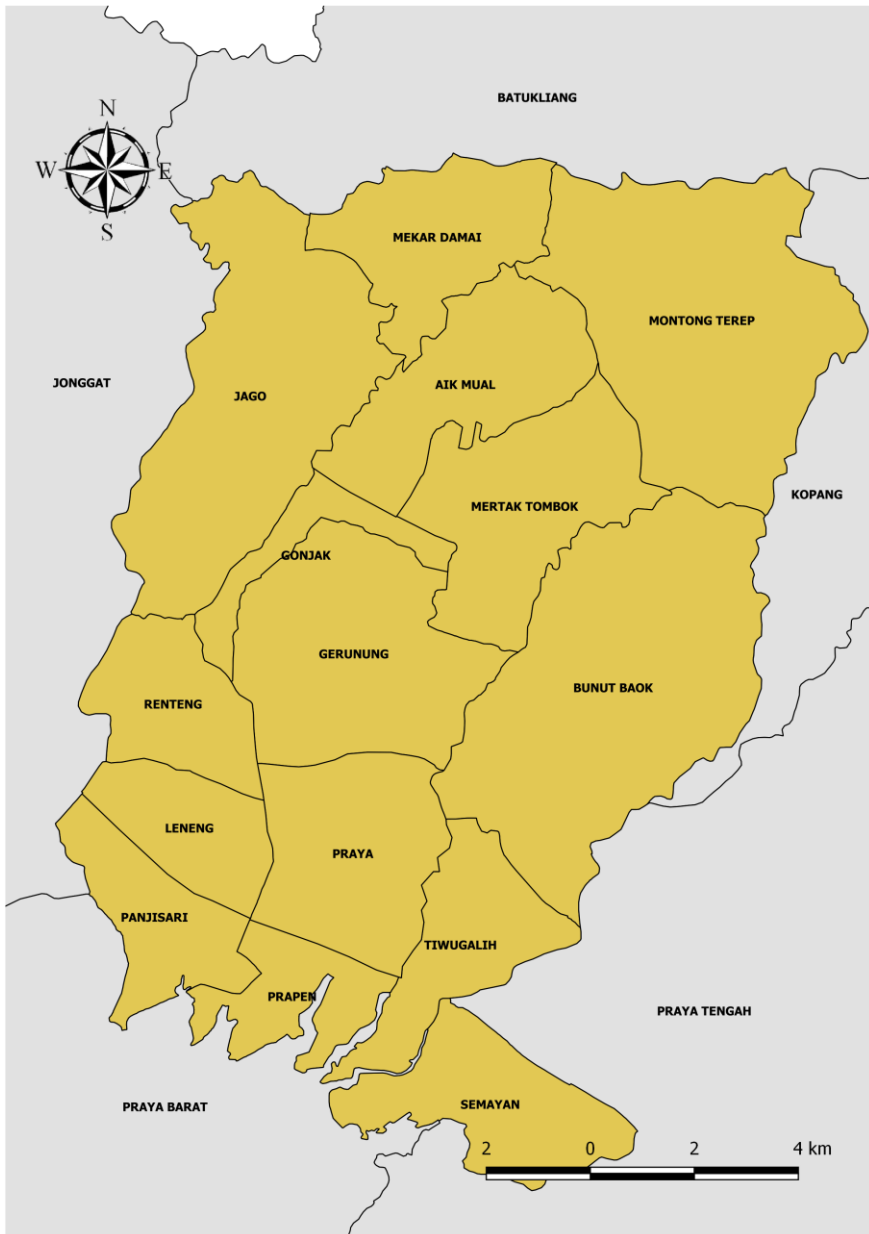 BATUKLIANG
N
W E
S
MEKAR DAMAI
MONTONG TEREP
JONGGAT
AIK MUAL
JAGO
KOPANG
MERTAK TOMBOK
GONJAK
GERUNUNG
BUNUT BAOK
RENTENG
LENENG
PRAYA
PANJISARI
TIWUGALIH
PRAPEN
PRAYA TENGAH
PRAYA BARAT
SEMAYAN
2 0 2 4 km